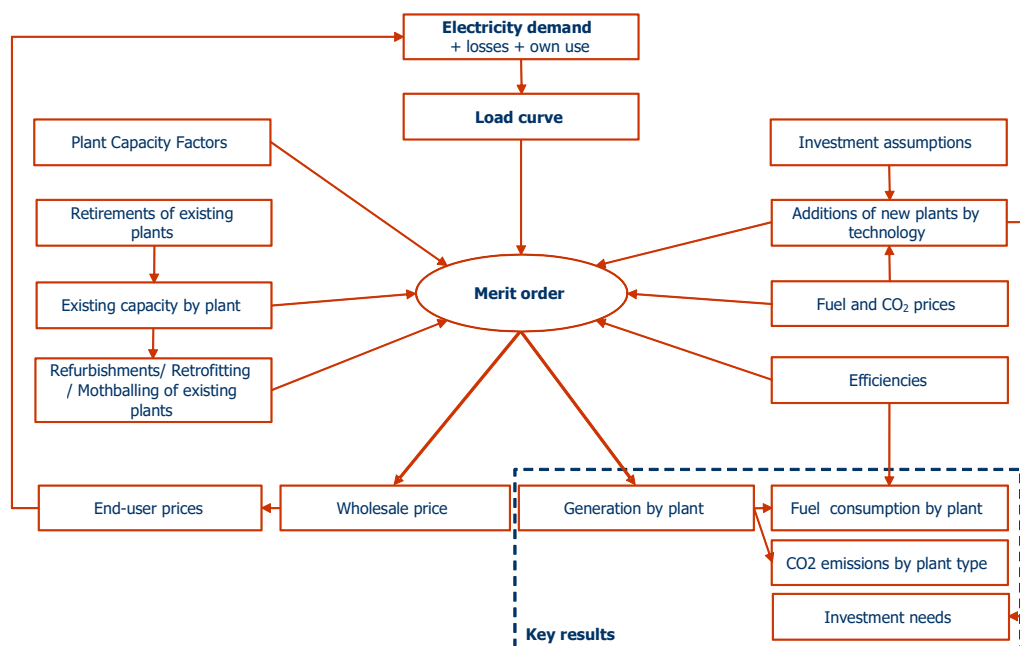 Electricity demand
+ losses + own use
Load curve
Plant Capacity Factors
Investment assumptions
Retirements of existing
plants
Additions of new plants by
technology
Existing capacity by plant
Merit order
Fuel and CO₂ prices
Refurbishments/ Retrofitting
/ Mothballing of existing
plants
Efficiencies
End-user prices
Wholesale price
Generation by plant
Fuel consumption by plant
CO2 emissions by plant type
Investment needs
Key results